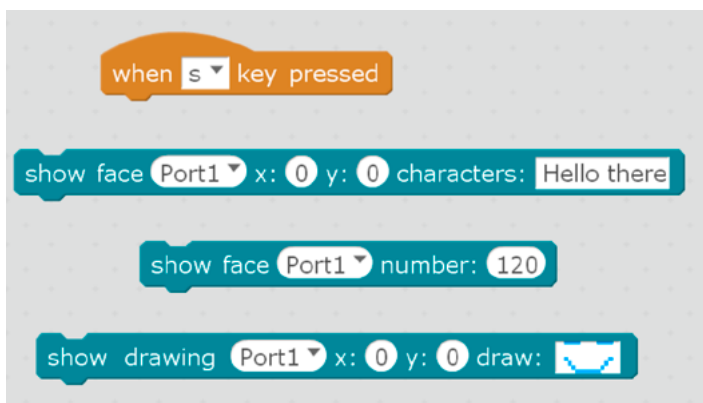 when s key pressed
show face Port1 x: 0 y: 0 characters: Hello there
show face Port1 number: 120
show drawing Port1 x: 0 y: 0 draw: